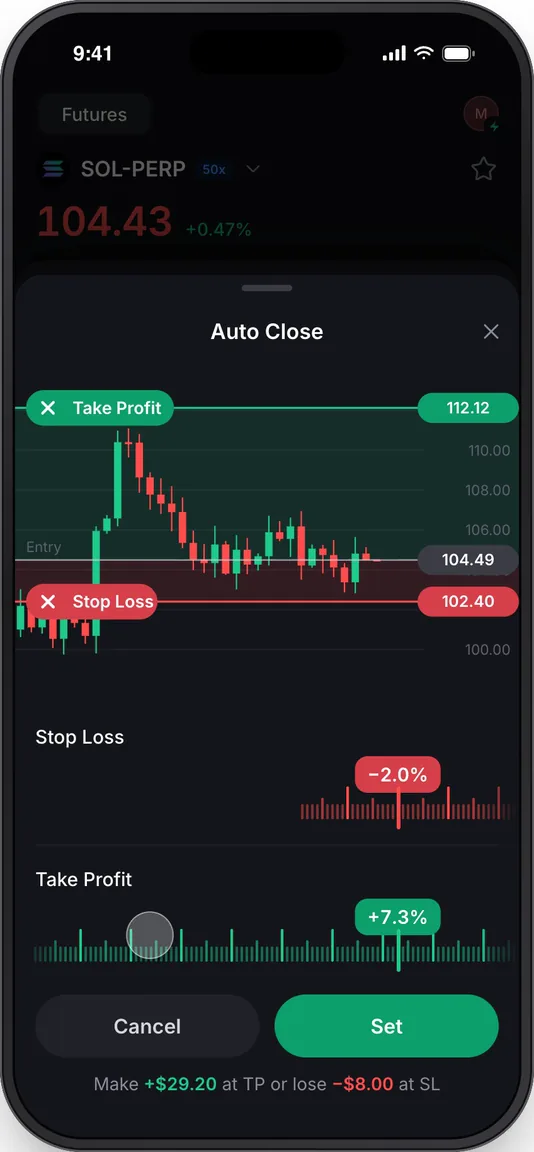 9:41
Futures
M
SOL-PERP 50x
104.43 +0.47%
Auto Close
Take Profit 112.12
110.00
108.00
106.00
Entry
104.49
Stop Loss 102.40
100.00
Stop Loss
−2.0%
Take Profit
+7.3%
Cancel Set
Make +$29.20 at TP or lose −$8.00 at SL